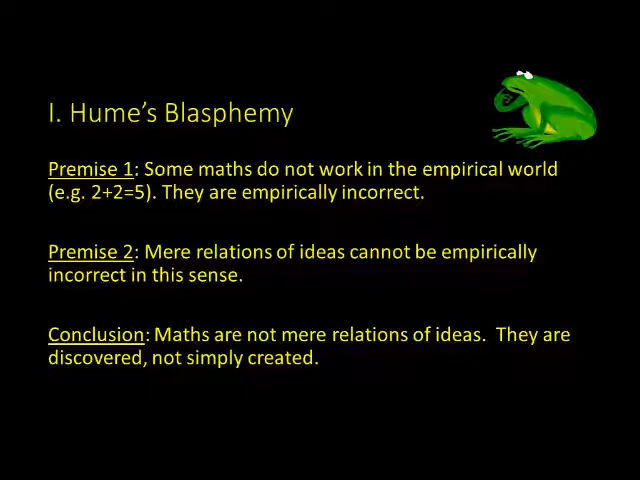 I. Hume’s Blasphemy
Premise 1: Some maths do not work in the empirical world
(e.g. 2+2=5). They are empirically incorrect.
Premise 2: Mere relations of ideas cannot be empirically
incorrect in this sense.
Conclusion: Maths are not mere relations of ideas.  They are
discovered, not simply created.